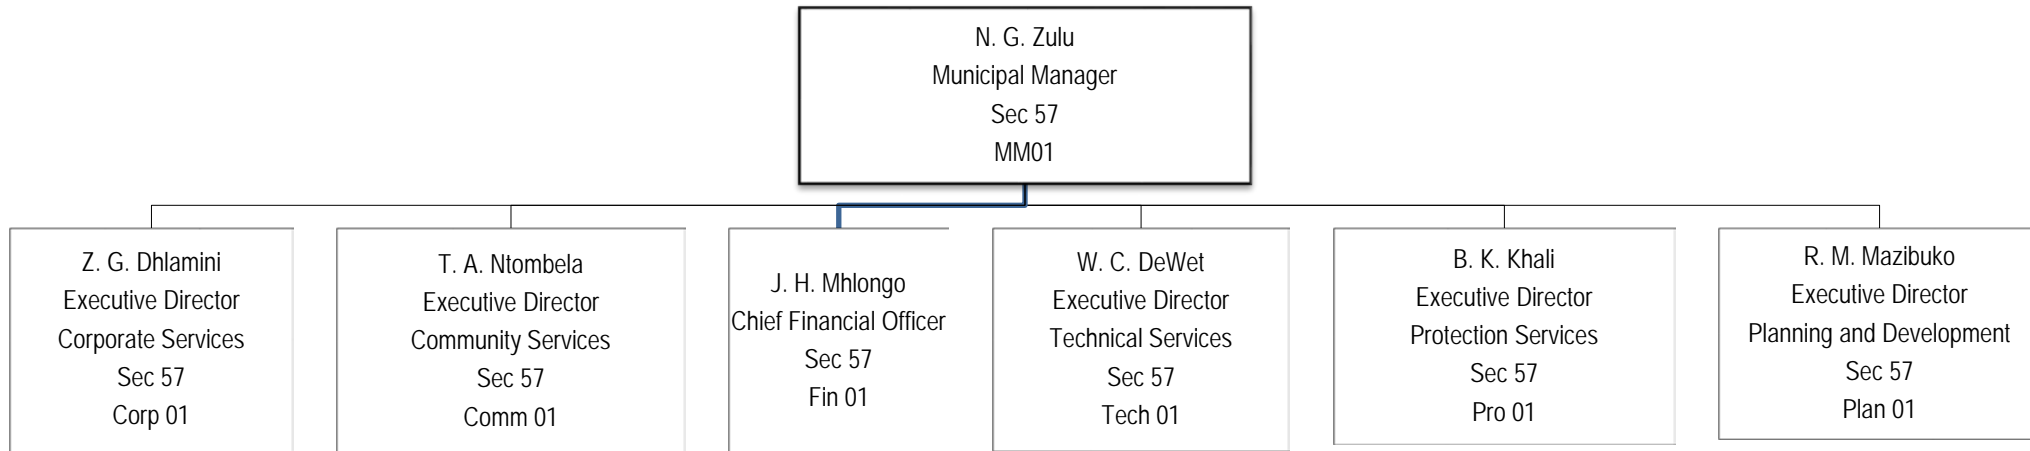 N. G. Zulu
Municipal Manager
Sec 57
MM01
Z. G. Dhlamini
Executive Director
Corporate Services
Sec 57
Corp 01
T. A. Ntombela
Executive Director
Community Services
Sec 57
Comm 01
J. H. Mhlongo
Chief Financial Officer
Sec 57
Fin 01
W. C. DeWet
Executive Director
Technical Services
Sec 57
Tech 01
B. K. Khali
Executive Director
Protection Services
Sec 57
Pro 01
R. M. Mazibuko
Executive Director
Planning and Development
Sec 57
Plan 01